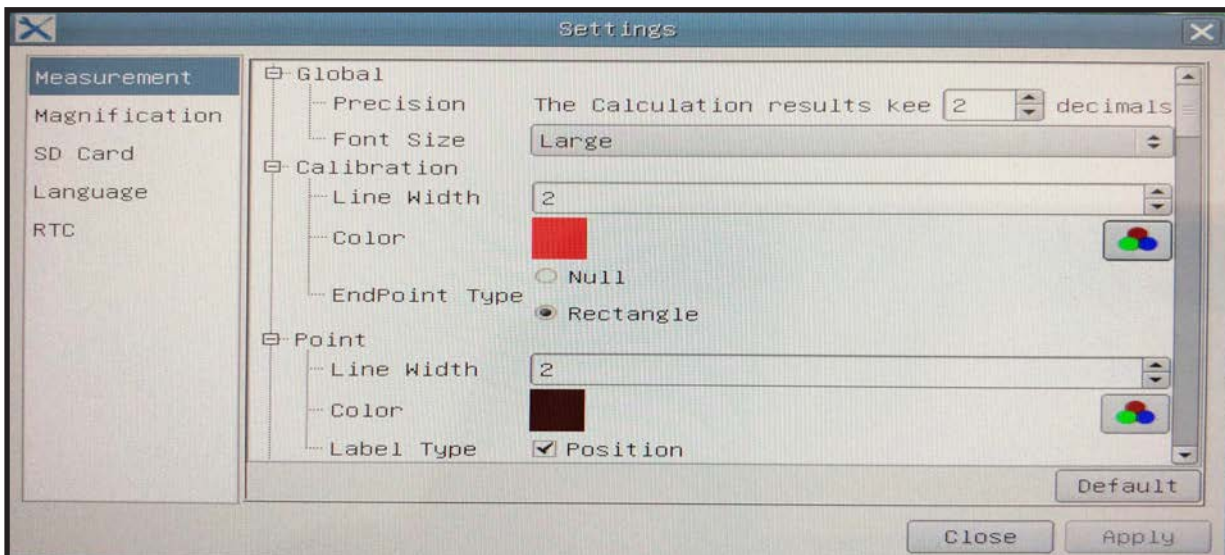 Settings
Measurement
Magnification
SD Card
Language
RTC
Global
Precision The Calculation results kee 2 decimals
Font Size Large
Calibration
Line Width 2
Color
EndPoint Type
Null
Rectangle
Point
Line Width 2
Color
Label Type Position
Default
Close Apply